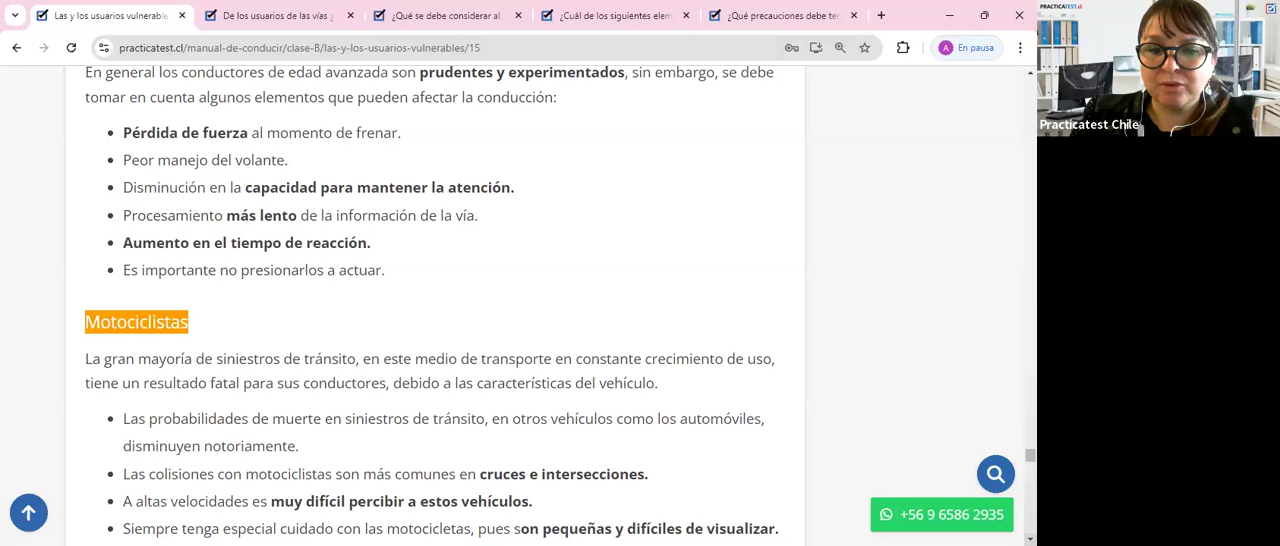 Las y los usuarios vulnerable
De los usuarios de las vías ¿
¿Qué se debe considerar al
¿Cuál de los siguientes elem
¿Qué precauciones debe ten
practicatest.cl/manual-de-conducir/clase-B/las-y-los-usuarios-vulnerables/15
A En pausa
PRACTICATEST.cl
Practicatest Chile
En general los conductores de edad avanzada son prudentes y experimentados, sin embargo, se debe
tomar en cuenta algunos elementos que pueden afectar la conducción:
Pérdida de fuerza al momento de frenar.
Peor manejo del volante.
Disminución en la capacidad para mantener la atención.
Procesamiento más lento de la información de la vía.
Aumento en el tiempo de reacción.
Es importante no presionarlos a actuar.
Motociclistas
La gran mayoría de siniestros de tránsito, en este medio de transporte en constante crecimiento de uso,
tiene un resultado fatal para sus conductores, debido a las características del vehículo.
Las probabilidades de muerte en siniestros de tránsito, en otros vehículos como los automóviles,
disminuyen notoriamente.
Las colisiones con motociclistas son más comunes en cruces e intersecciones.
A altas velocidades es muy difícil percibir a estos vehículos.
Siempre tenga especial cuidado con las motocicletas, pues son pequeñas y difíciles de visualizar.
+56 9 6586 2935